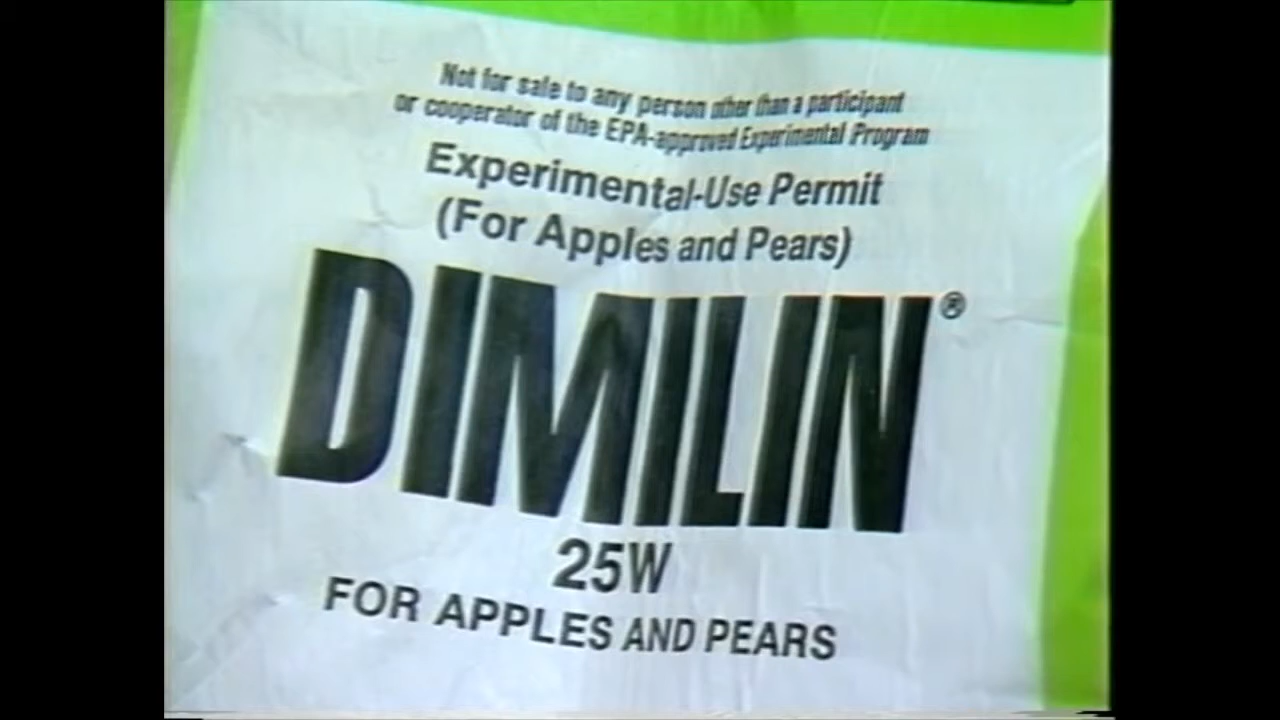 Not for sale to any person other than a participant
or cooperator of the EPA-approved Experimental Program
Experimental-Use Permit
(For Apples and Pears)
DIMILIN®
25W
FOR APPLES AND PEARS